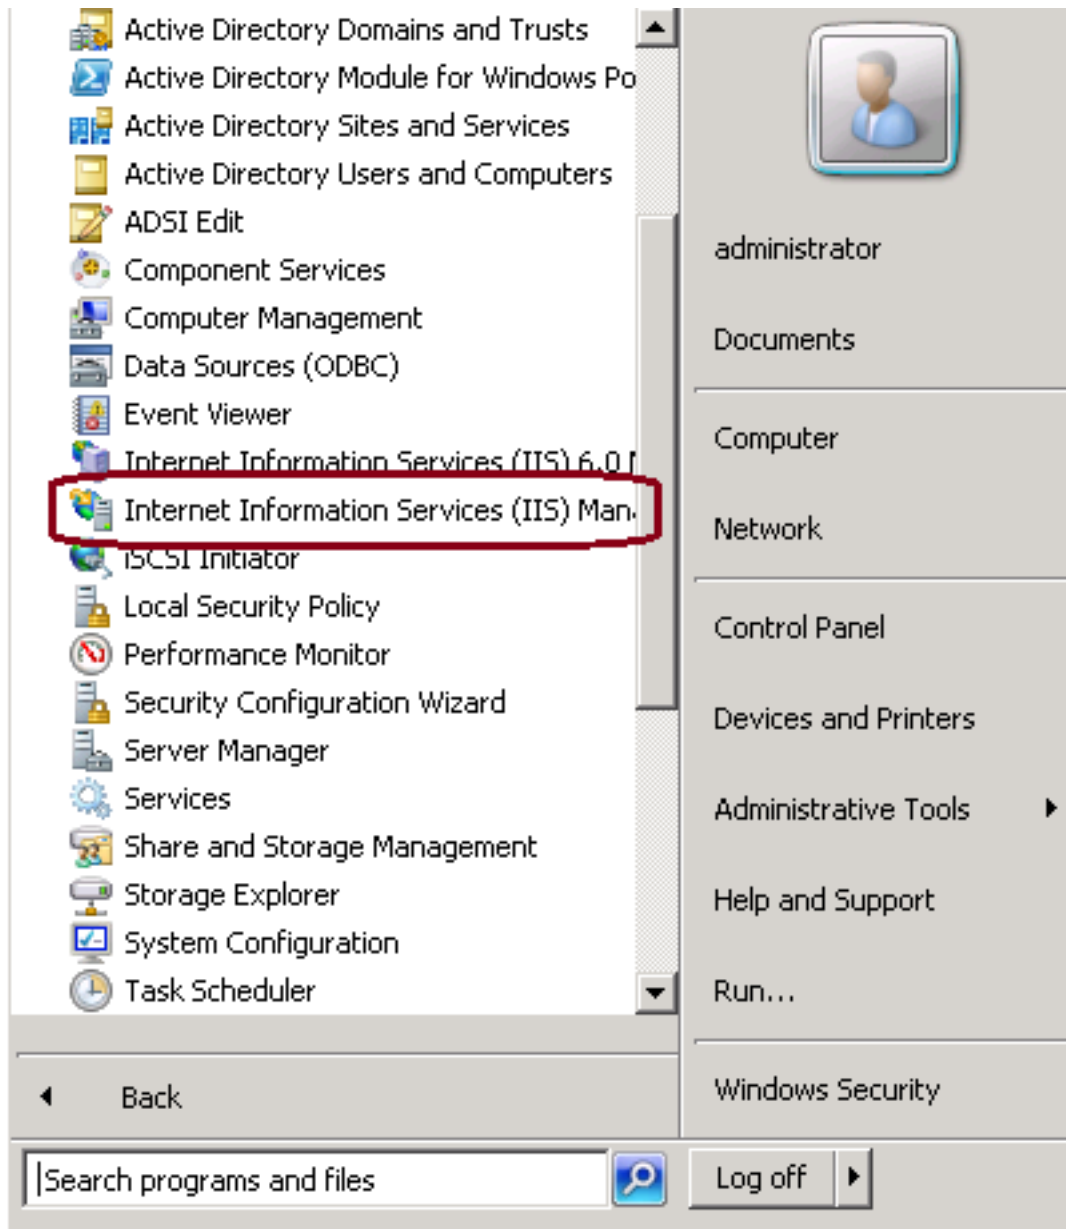 Active Directory Domains and Trusts
Active Directory Module for Windows Po
Active Directory Sites and Services
Active Directory Users and Computers
ADSI Edit
Component Services
Computer Management
Data Sources (ODBC)
Event Viewer
Internet Information Services (IIS) 6.0
Internet Information Services (IIS) Man
iSCSI Initiator
Local Security Policy
Performance Monitor
Security Configuration Wizard
Server Manager
Services
Share and Storage Management
Storage Explorer
System Configuration
Task Scheduler
Back
Search programs and files
administrator
Documents
Computer
Network
Control Panel
Devices and Printers
Administrative Tools
Help and Support
Run...
Windows Security
Log off